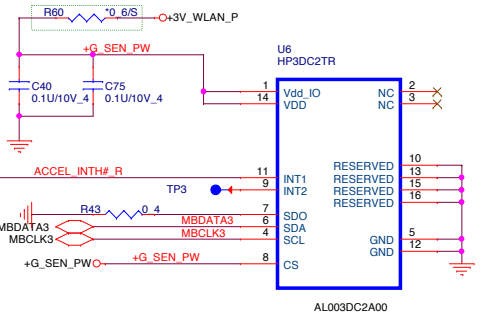 R60 *0_6/S +3V_WLAN_P
+G_SEN_PW
U6
HP3DC2TR
C40 C75
0.1U/10V_4 0.1U/10V_4
1 Vdd_IO NC 2
14 VDD NC 3
ACCEL_INTH#_R 11 INT1
TP3 9 INT2
RESERVED 10
RESERVED 13
RESERVED 15
RESERVED 16
R43 0_4 7 SDO
MBDATA3 MBDATA3 6 SDA GND 5
MBCLK3 MBCLK3 4 SCL GND 12
+G_SEN_PW +G_SEN_PW 8 CS
AL003DC2A00